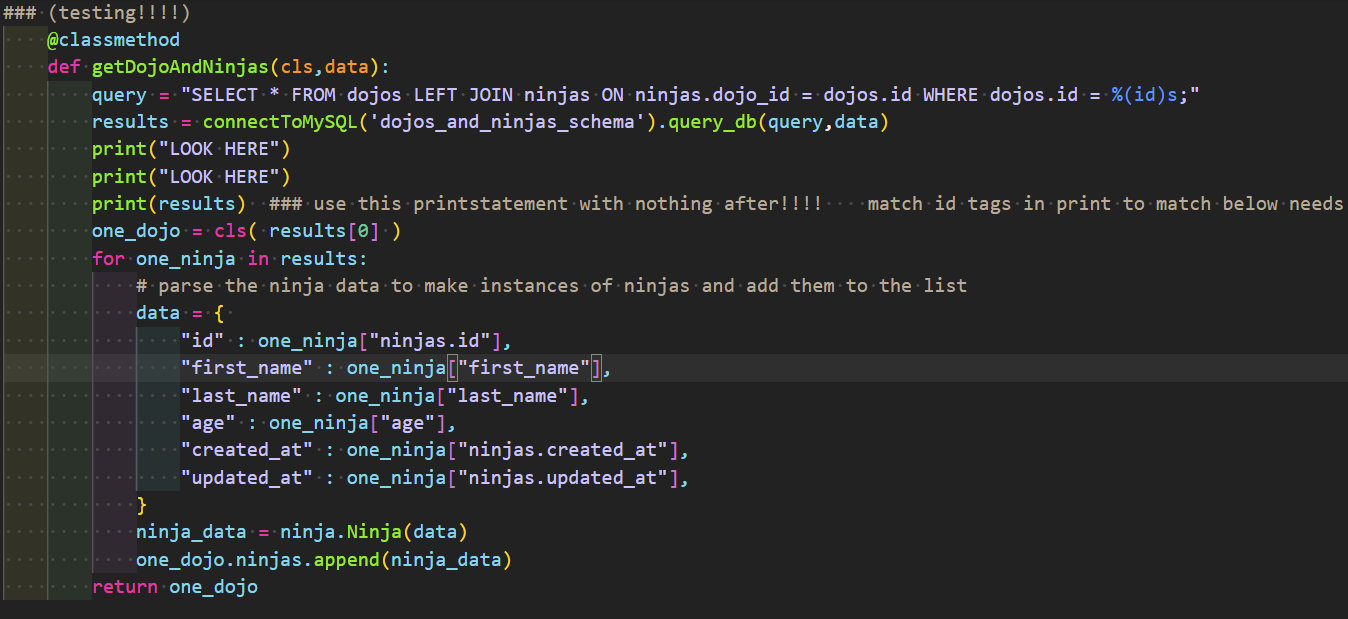 ### (testing!!!!)
    @classmethod
    def getDojoAndNinjas(cls,data):
        query = "SELECT * FROM dojos LEFT JOIN ninjas ON ninjas.dojo_id = dojos.id WHERE dojos.id = %(id)s;"
        results = connectToMySQL('dojos_and_ninjas_schema').query_db(query,data)
        print("LOOK HERE")
        print("LOOK HERE")
        print(results)  ### use this printstatement with nothing after!!!!    match id tags in print to match below needs
        one_dojo = cls( results[0] )
        for one_ninja in results:
            # parse the ninja data to make instances of ninjas and add them to the list
            data = {
                "id" : one_ninja["ninjas.id"],
                "first_name" : one_ninja["first_name"],
                "last_name" : one_ninja["last_name"],
                "age" : one_ninja["age"],
                "created_at" : one_ninja["ninjas.created_at"],
                "updated_at" : one_ninja["ninjas.updated_at"],
            }
            ninja_data = ninja.Ninja(data)
            one_dojo.ninjas.append(ninja_data)
        return one_dojo